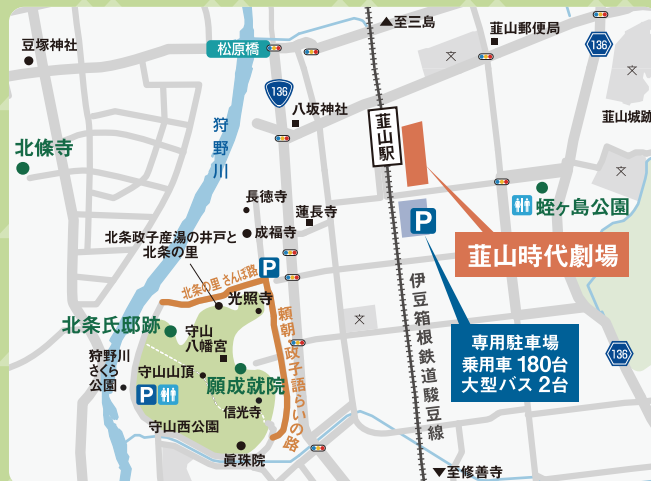 ▲至三島
韮山郵便局
豆塚神社
松原橋
136
136
文
文
八坂神社
韮山城跡
狩野川
韮山駅
北條寺
文
長徳寺
蛭ヶ島公園
蓮長寺
P
成福寺
北条政子産湯の井戸と
北条の里
韮山時代劇場
P
北条の里 さんぽ路
光照寺
伊豆箱根鉄道駿豆線
頼朝 政子 語らいの路
文
北条氏邸跡
守山
八幡宮
専用駐車場
乗用車 180台
大型バス 2台
136
狩野川
さくら
公園
守山山頂
願成就院
P
信光寺
守山西公園
眞珠院
▼至修善寺